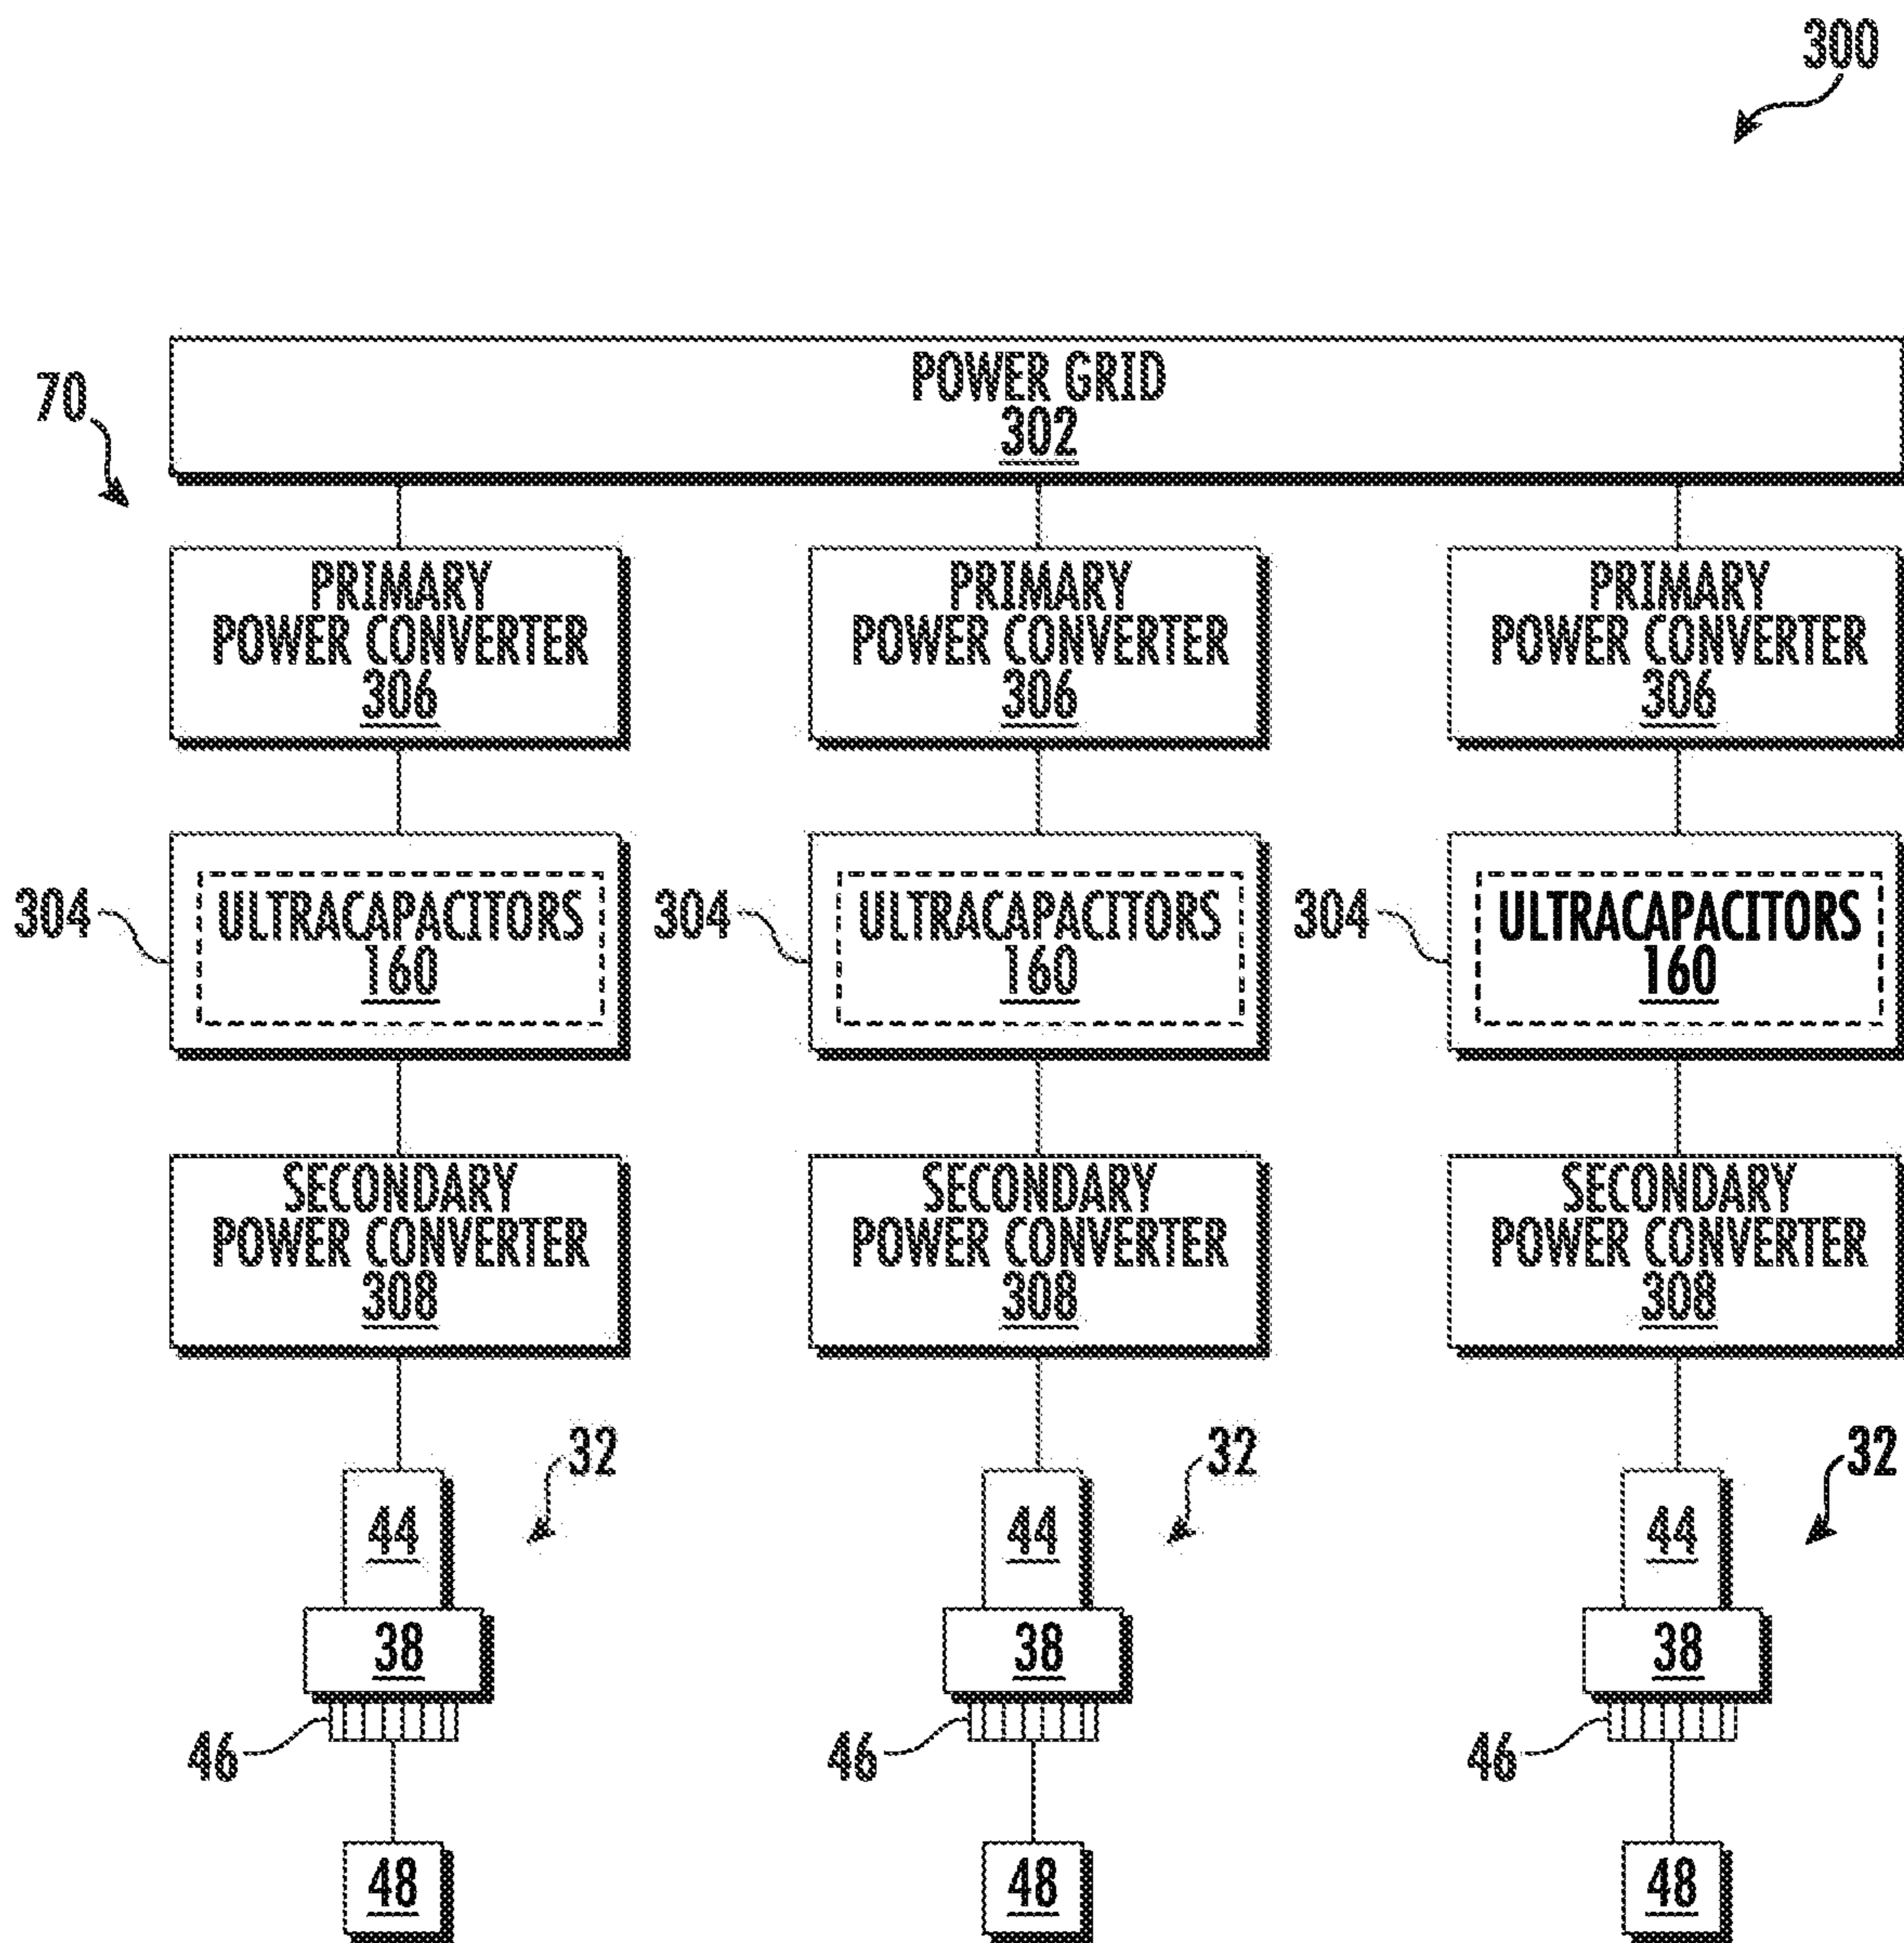 300
POWER GRID
302
70
PRIMARY
POWER CONVERTER
306
PRIMARY
POWER CONVERTER
306
PRIMARY
POWER CONVERTER
306
304
ULTRACAPACITORS
160
304
ULTRACAPACITORS
160
304
ULTRACAPACITORS
160
SECONDARY
POWER CONVERTER
308
SECONDARY
POWER CONVERTER
308
SECONDARY
POWER CONVERTER
308
32
32
32
44
44
44
38
38
38
46
46
46
48
48
48